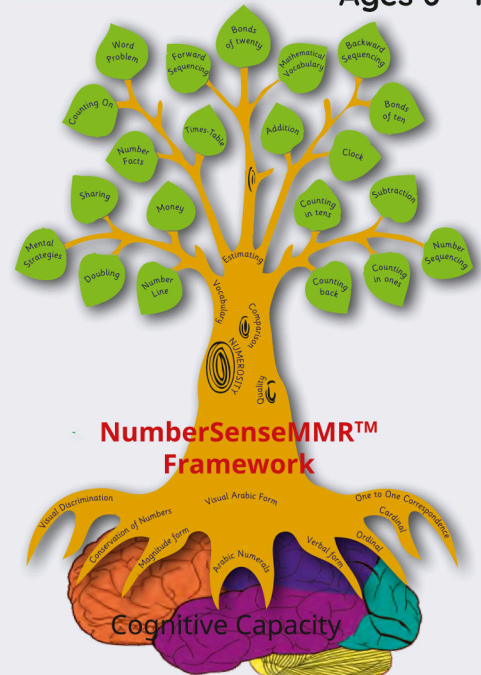 Ages 6
Bonds
of twenty
Word
Problem
Forward
Sequencing
Mathematical
Vocabulary
Backward
Sequencing
Counting On
Times-Table
Addition
Bonds
of ten
Number
Facts
Clock
Sharing
Money
Counting
in tens
Subtraction
Mental
Strategies
Doubling
Number
Line
Counting
back
Counting
in ones
Number
Sequencing
Estimating
Vocabulary
Comparison
NUMEROSITY
Quality
NumberSenseMMR™
Framework
Visual Discrimination
Conservation of Numbers
Magnitude form
Visual Arabic Form
Arabic Numerals
Verbal form
Ordinal
Cardinal
One to One Correspondence
Cognitive Capacity